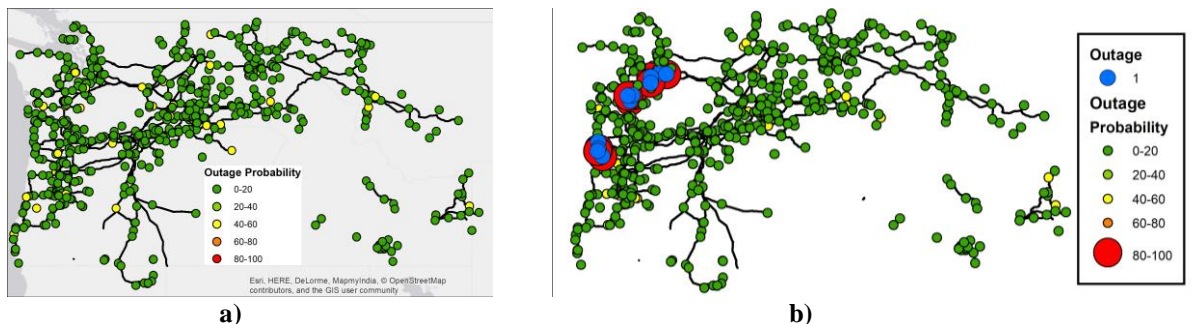 Outage Probability
0-20
20-40
40-60
60-80
80-100
Esri, HERE, DeLorme, MapmyIndia, © OpenStreetMap
contributors, and the GIS user community
a)
Outage
1
Outage
Probability
0-20
20-40
40-60
60-80
80-100
b)